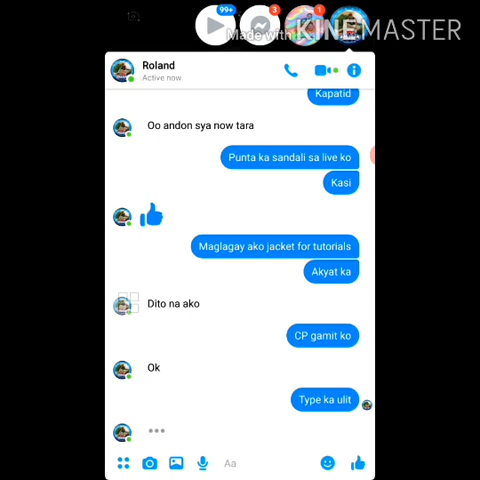 99+
3
1
Made with KINEMASTER
Roland
Active now
Kapatid
Oo andon sya now tara
Punta ka sandali sa live ko
Kasi
Maglagay ako jacket for tutorials
Akyat ka
Dito na ako
CP gamit ko
Ok
Type ka ulit
Aa